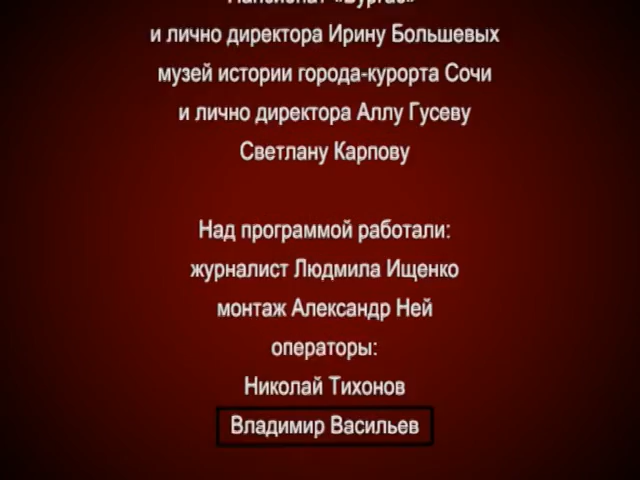 и лично директора Ирину Большевых
музей истории города-курорта Сочи
и лично директора Аллу Гусеву
Светлану Карпову
Над программой работали:
журналист Людмила Ищенко
монтаж Александр Ней
операторы:
Николай Тихонов
Владимир Васильев